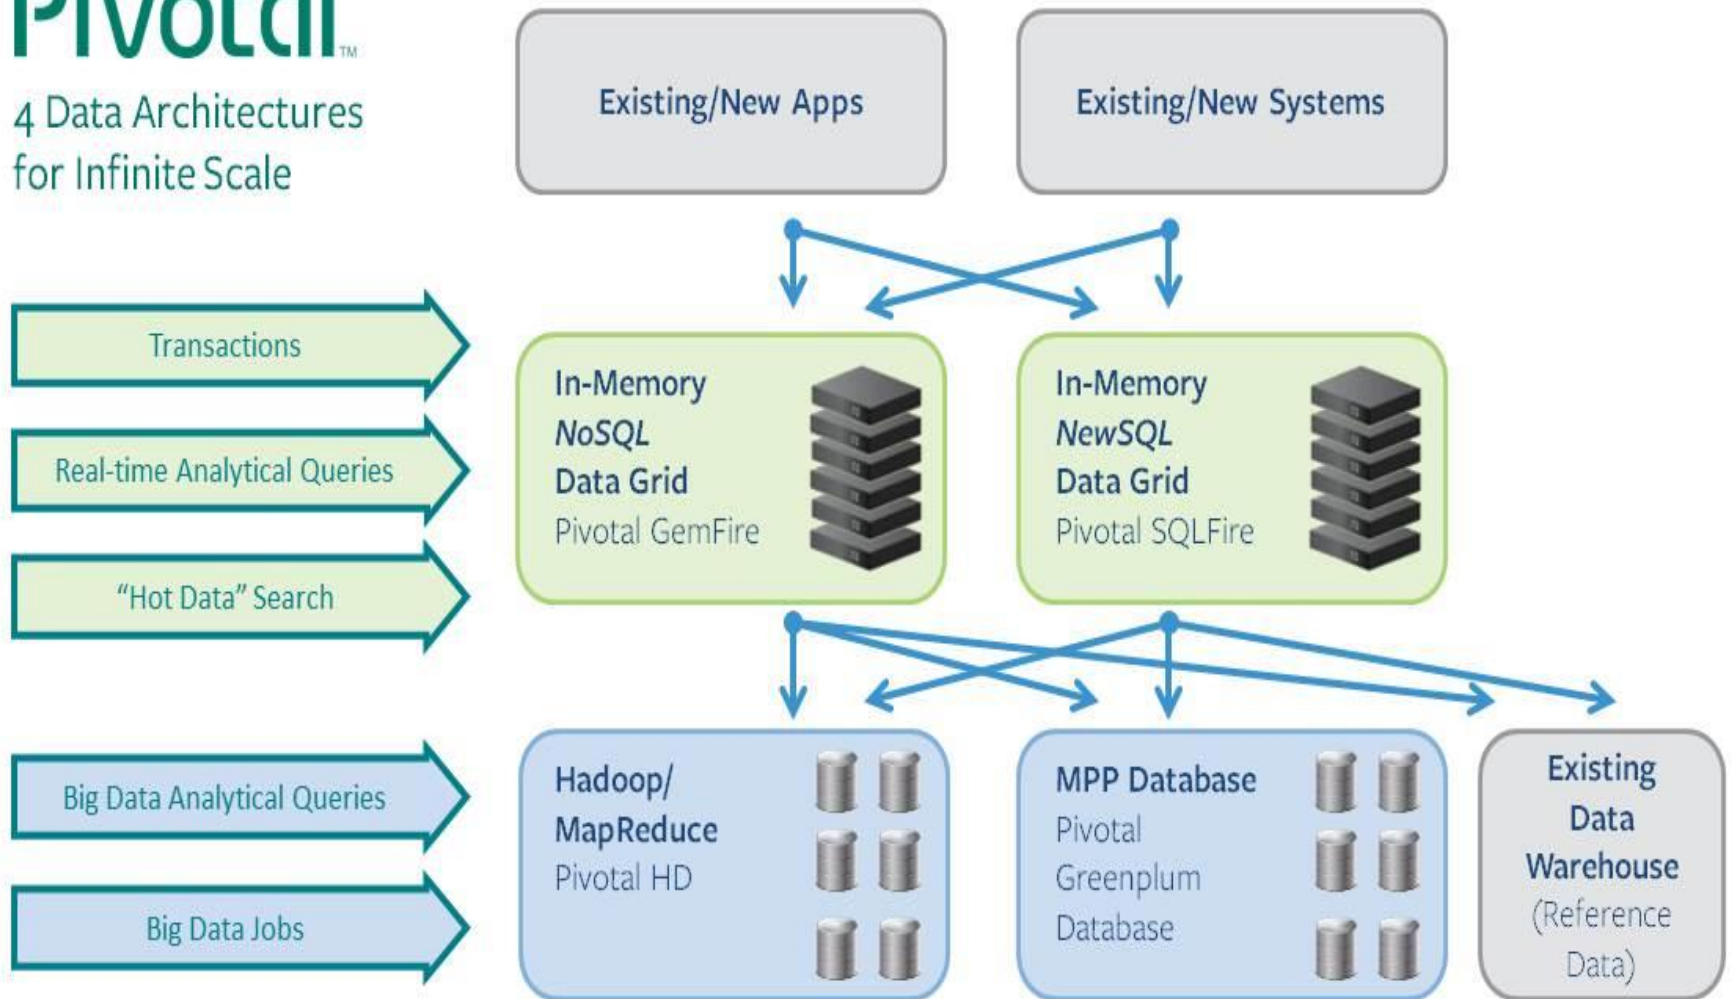 Pivotal™
4 Data Architectures
for Infinite Scale
Existing/New Apps
Existing/New Systems
Transactions
Real-time Analytical Queries
“Hot Data” Search
In-Memory
NoSQL
Data Grid
Pivotal GemFire
In-Memory
NewSQL
Data Grid
Pivotal SQLFire
Big Data Analytical Queries
Big Data Jobs
Hadoop/
MapReduce
Pivotal HD
MPP Database
Pivotal
Greenplum
Database
Existing
Data
Warehouse
(Reference
Data)